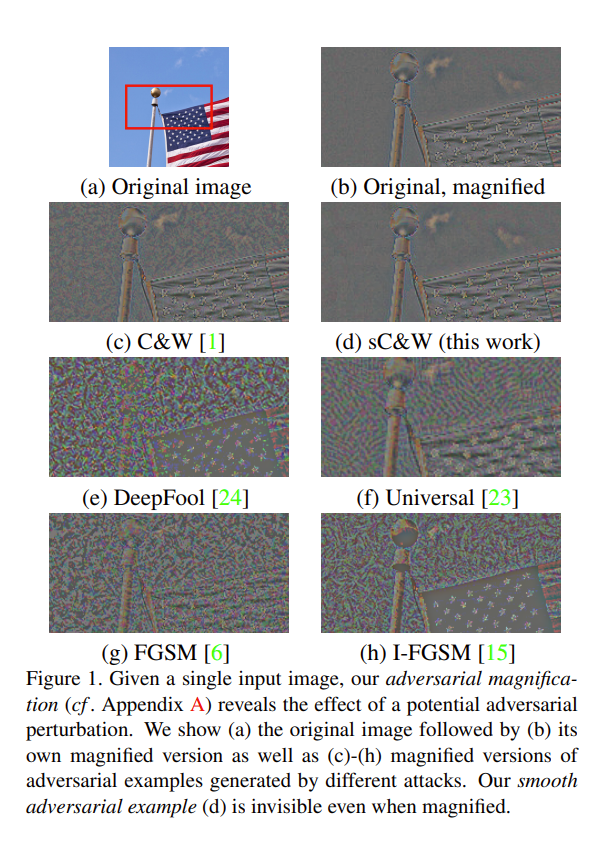 (a) Original image
(b) Original, magnified
(c) C&W [1]
(d) sC&W (this work)
(e) DeepFool [24]
(f) Universal [23]
(g) FGSM [6]
(h) I-FGSM [15]
Figure 1. Given a single input image, our adversarial magnifica-
tion (cf. Appendix A) reveals the effect of a potential adversarial
perturbation. We show (a) the original image followed by (b) its
own magnified version as well as (c)-(h) magnified versions of
adversarial examples generated by different attacks. Our smooth
adversarial example (d) is invisible even when magnified.